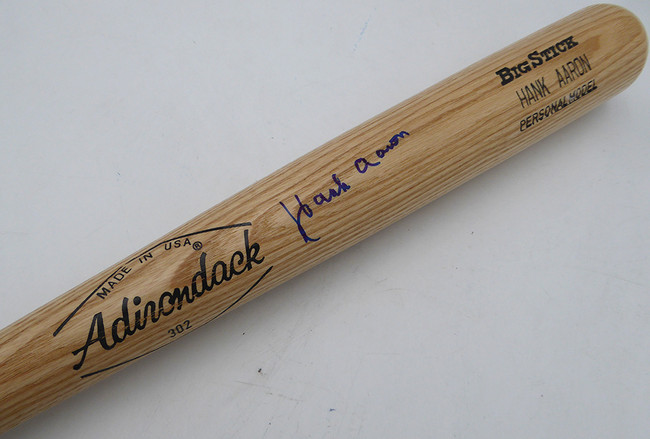 BIG STICK
HANK AARON
PERSONAL MODEL
Hank Aaron
MADE IN USA ®
Adirondack
302